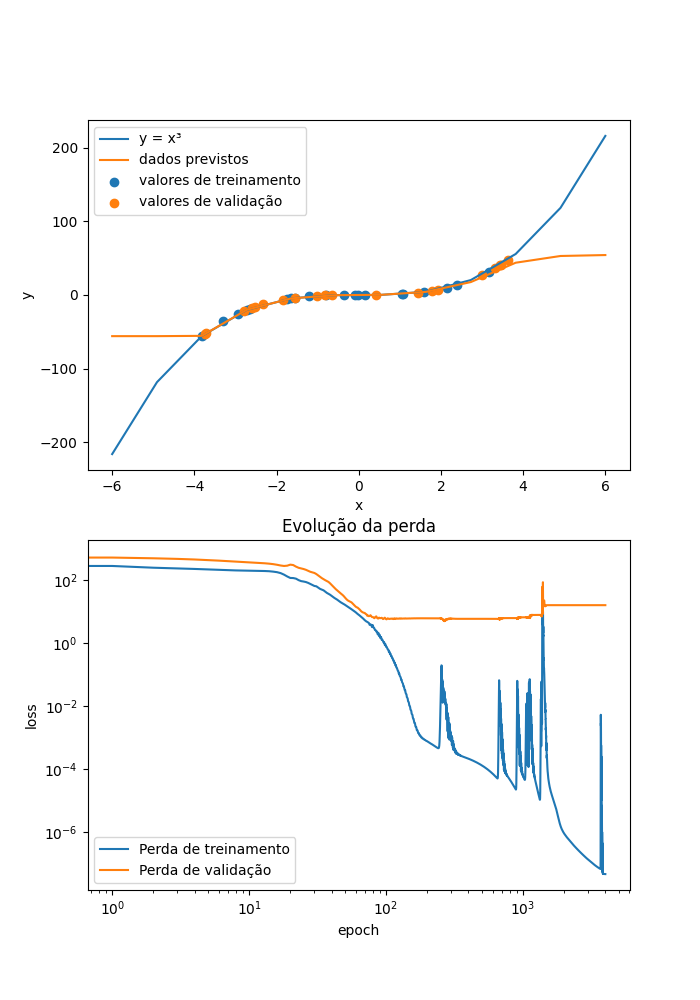 y = x³
dados previstos
valores de treinamento
valores de validação
200
100
0
−100
−200
y
−6
−4
−2
0
2
4
6
x
Evolução da perda
10²
10⁰
10⁻²
10⁻⁴
10⁻⁶
loss
Perda de treinamento
Perda de validação
10⁰
10¹
10²
10³
epoch